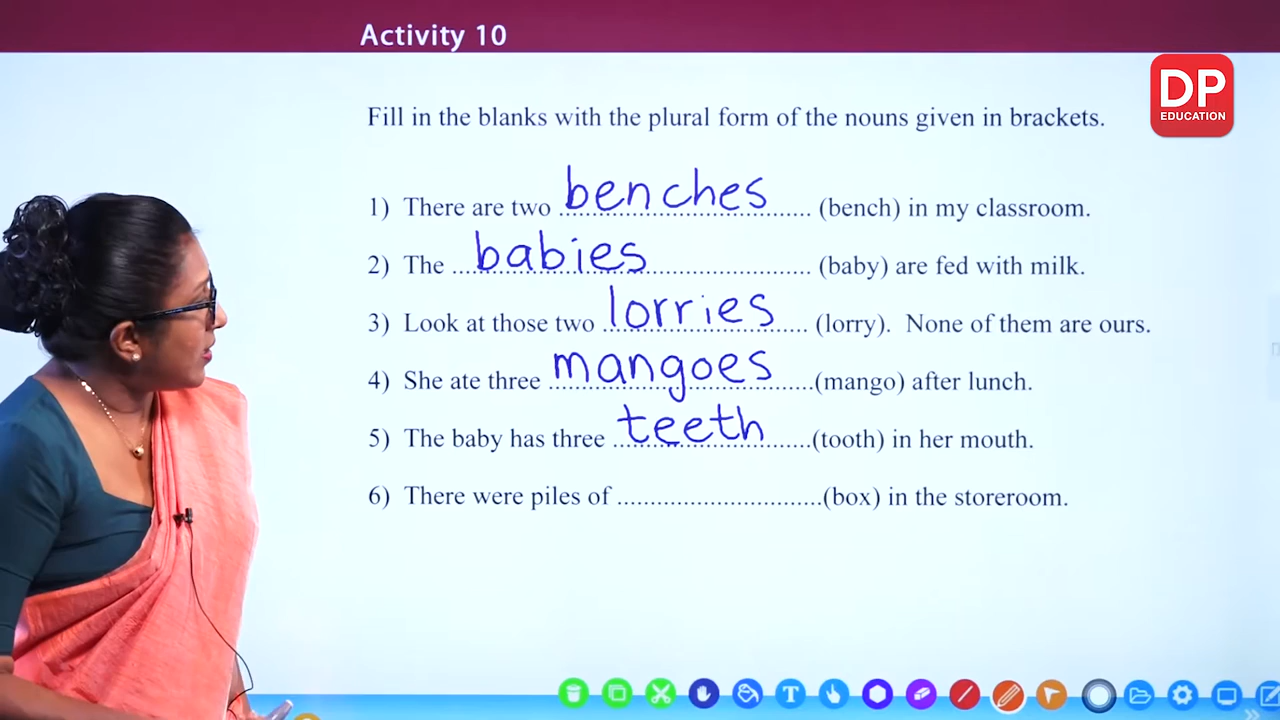 Activity 10
DP
EDUCATION
Fill in the blanks with the plural form of the nouns given in brackets.
1) There are two benches (bench) in my classroom.
2) The babies (baby) are fed with milk.
3) Look at those two lorries (lorry). None of them are ours.
4) She ate three mangoes (mango) after lunch.
5) The baby has three teeth (tooth) in her mouth.
6) There were piles of ........................................(box) in the storeroom.